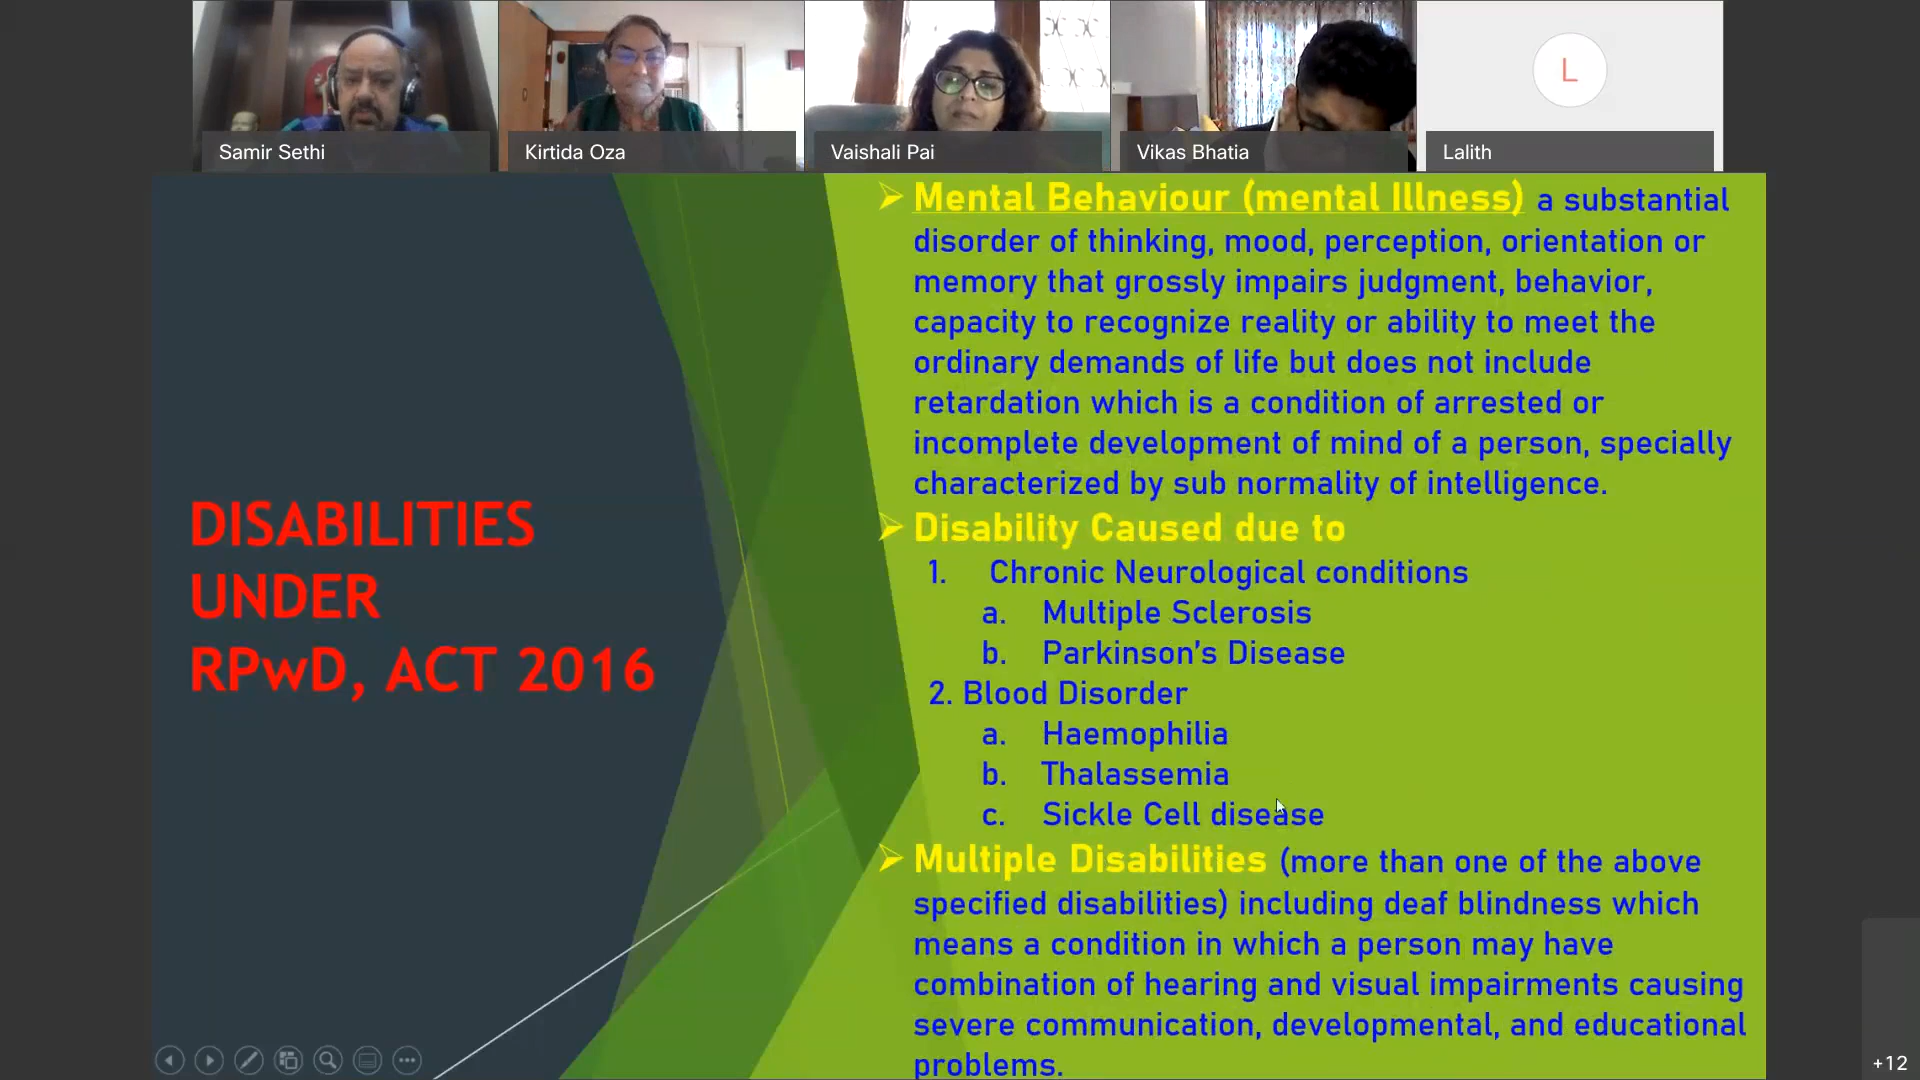 Samir Sethi
Kirtida Oza
Vaishali Pai
Vikas Bhatia
L
Lalith
DISABILITIES
UNDER
RPwD, ACT 2016
➢ Mental Behaviour (mental Illness) a substantial
disorder of thinking, mood, perception, orientation or
memory that grossly impairs judgment, behavior,
capacity to recognize reality or ability to meet the
ordinary demands of life but does not include
retardation which is a condition of arrested or
incomplete development of mind of a person, specially
characterized by sub normality of intelligence.
➢ Disability Caused due to
1. Chronic Neurological conditions
a. Multiple Sclerosis
b. Parkinson’s Disease
2. Blood Disorder
a. Haemophilia
b. Thalassemia
c. Sickle Cell disease
➢ Multiple Disabilities (more than one of the above
specified disabilities) including deaf blindness which
means a condition in which a person may have
combination of hearing and visual impairments causing
severe communication, developmental, and educational
problems.
+12